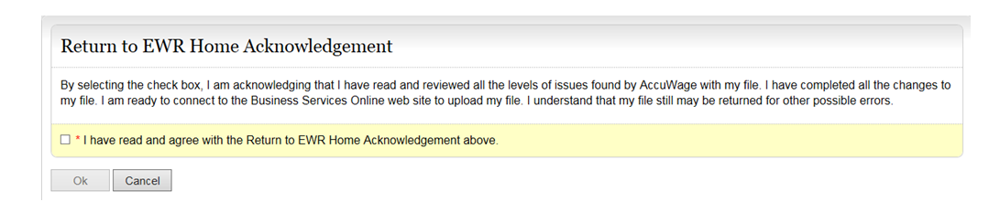 Return to EWR Home Acknowledgement
By selecting the check box, I am acknowledging that I have read and reviewed all the levels of issues found by AccuWage with my file. I have completed all the changes to
my file. I am ready to connect to the Business Services Online web site to upload my file. I understand that my file still may be returned for other possible errors.
* I have read and agree with the Return to EWR Home Acknowledgement above.
Ok Cancel